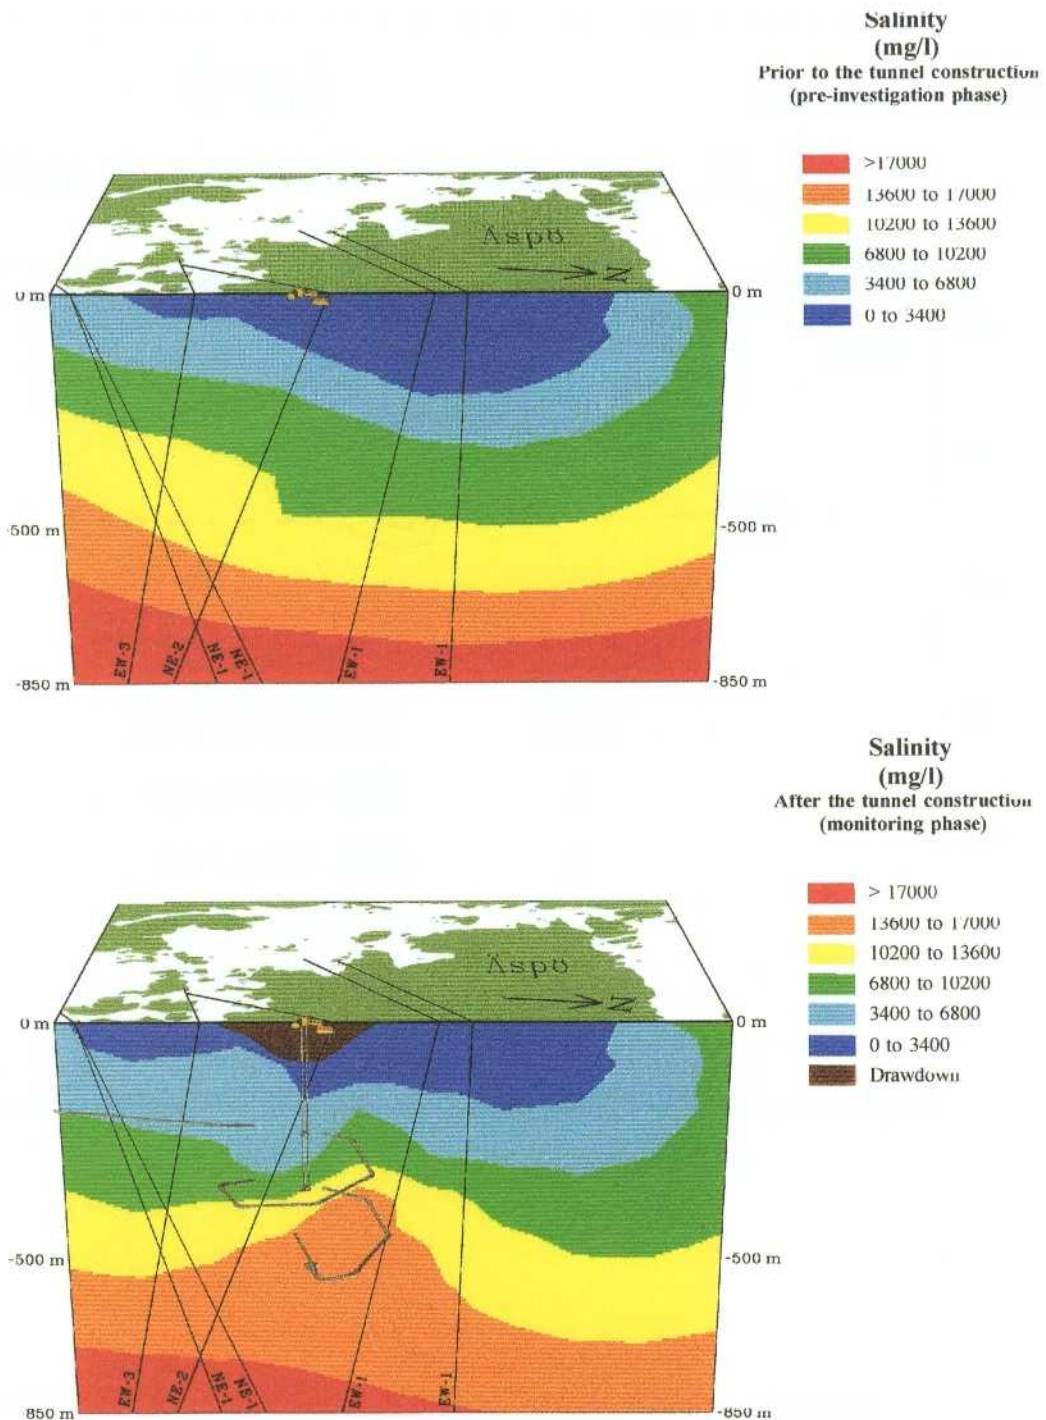 Salinity
(mg/l)
Prior to the tunnel construction
(pre-investigation phase)
>17000
13600 to 17000
10200 to 13600
6800 to 10200
3400 to 6800
0 to 3400
Äspö
N
0 m
0 m
-500 m
-500 m
EW-3
NE-2
NE-1
NE-1
EW-1
EW-1
-850 m
-850 m
Salinity
(mg/l)
After the tunnel construction
(monitoring phase)
> 17000
13600 to 17000
10200 to 13600
6800 to 10200
3400 to 6800
0 to 3400
Drawdown
Äspö
N
0 m
0 m
-500 m
-500 m
EW-3
NE-2
NE-1
NE-1
EW-1
EW-1
850 m
-850 m